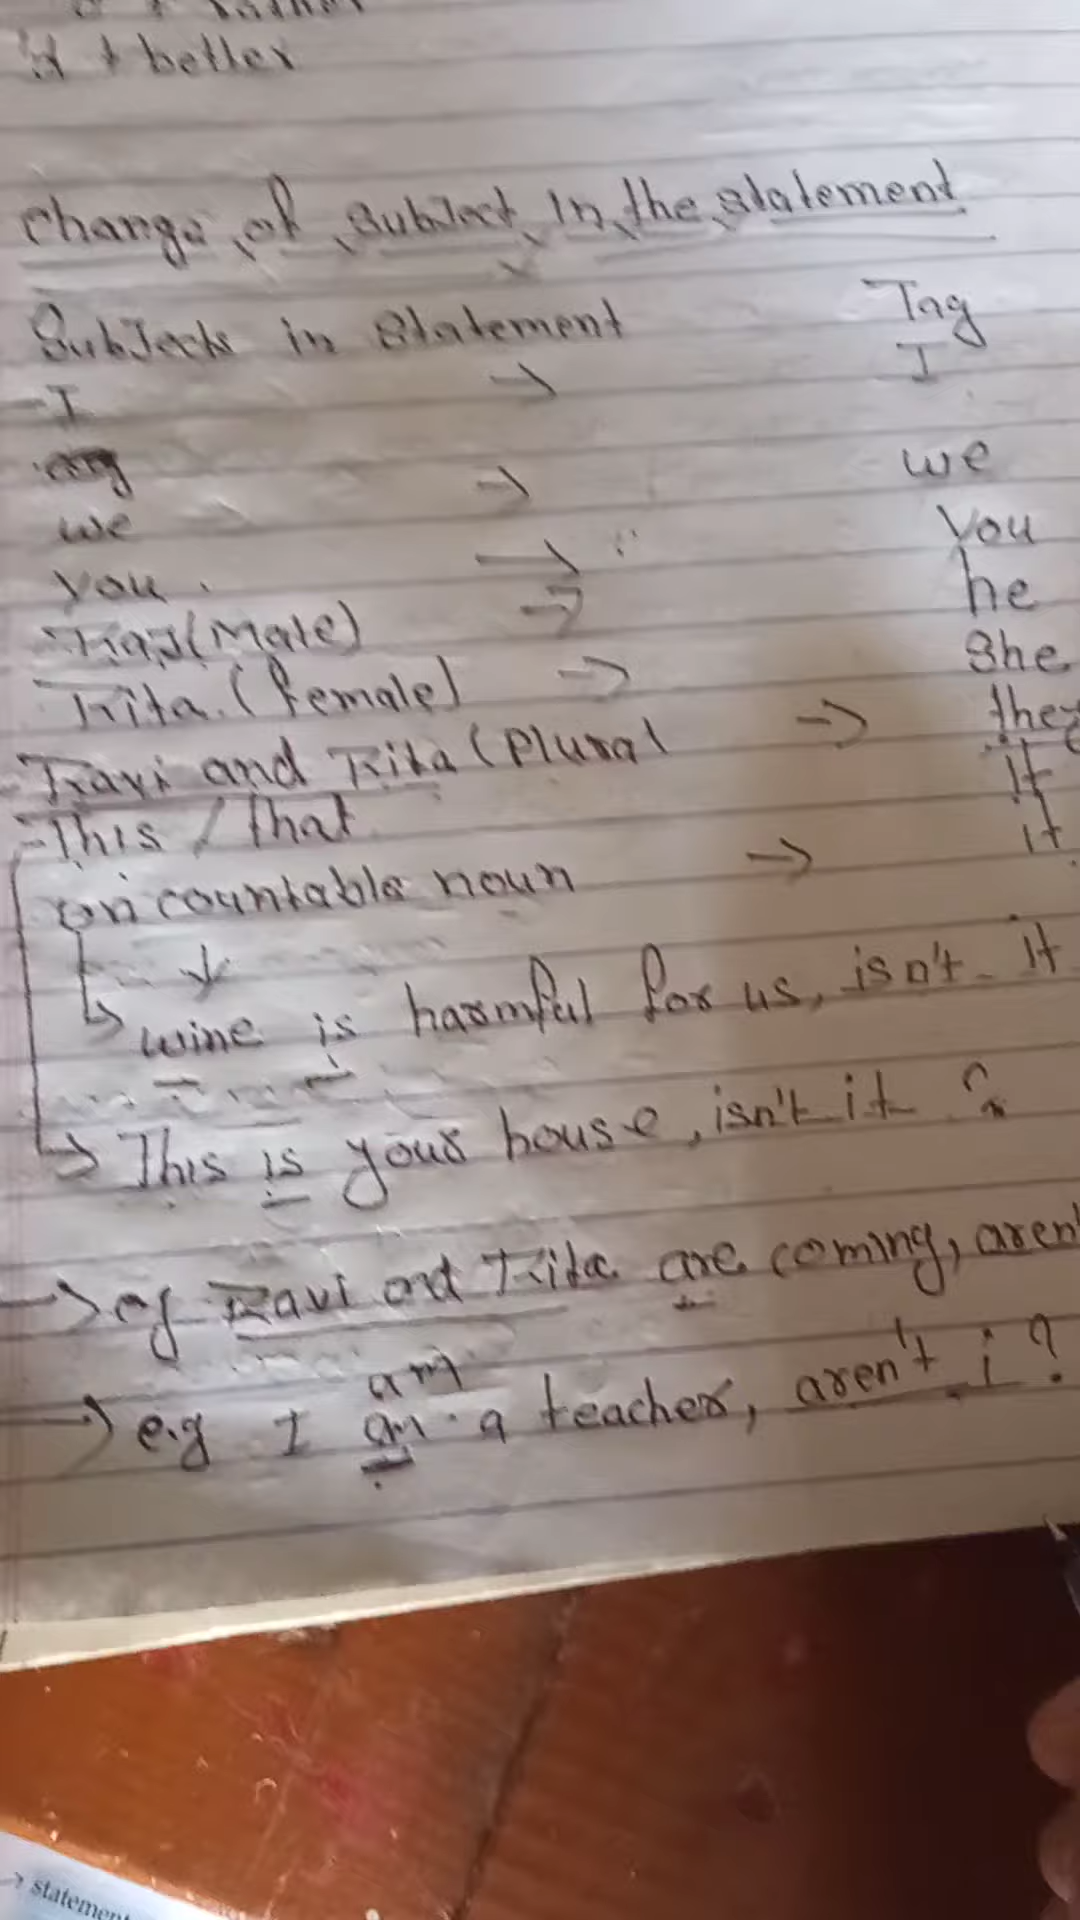 'd + better
Change of subject in the statement
Subjects in statement Tag
- I → I
we → we
you → you
Raj (Male) → he
Rita (female) → she
- Ravi and Rita (Plural → they
- This / that it
uncountable noun → it
wine is harmful for us, isn't it
→ This is your house, isn't it ?
→ eg Ravi and Rita are coming, aren'
am
→ e.g I am a teacher, aren't i ?
→ statement